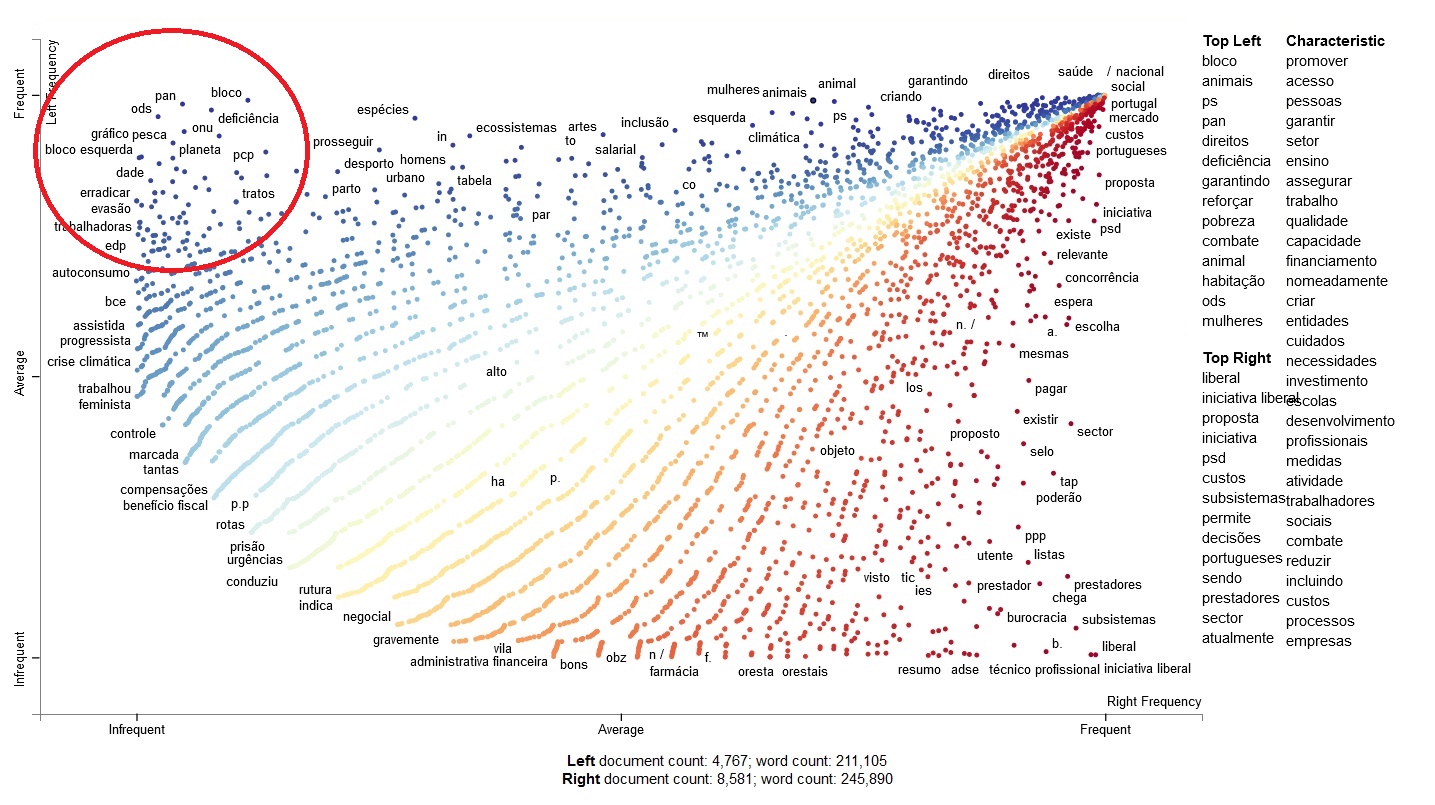 Frequent
Left Frequency
Average
Infrequent
pan
bloco
ods
deficiência
gráfico
pesca
onu
bloco esquerda
planeta
pcp
dade
erradicar
tratos
evasão
trabalhadoras
edp
autoconsumo
bce
assistida
progressista
crise climática
trabalhou
feminista
controle
marcada
tantas
compensações
benefício fiscal
p.p
rotas
prisão
urgências
conduziu
rutura
indica
negocial
gravemente
vila
administrativa financeira
bons
obz
n /
farmácia
f.
oresta
orestais
espécies
prosseguir
in
ecossistemas
artes
to
inclusão
salarial
desporto
homens
urbano
parto
tabela
par
co
esquerda
climática
mulheres
animais
animal
ps
criando
garantindo
direitos
saúde
/ nacional
social
portugal
mercado
custos
portugueses
proposta
iniciativa
psd
existe
relevante
concorrência
espera
n. /
a.
escolha
mesmas
™
.
alto
los
pagar
existir
sector
proposto
objeto
selo
tap
poderão
ha
p.
ppp
utente
listas
visto
tic
ies
prestador
prestadores
chega
burocracia
subsistemas
b.
liberal
resumo
adse
técnico
profissional
iniciativa liberal
Right Frequency
Infrequent
Average
Frequent
Top Left
bloco
animais
ps
pan
direitos
deficiência
garantindo
reforçar
pobreza
combate
animal
habitação
ods
mulheres
Top Right
liberal
iniciativa liberal
proposta
iniciativa
psd
custos
subsistemas
permite
decisões
portugueses
sendo
prestadores
sector
atualmente
Characteristic
promover
acesso
pessoas
garantir
setor
ensino
assegurar
trabalho
qualidade
capacidade
financiamento
nomeadamente
criar
entidades
cuidados
necessidades
investimento
escolas
desenvolvimento
profissionais
medidas
atividade
trabalhadores
sociais
combate
reduzir
incluindo
custos
processos
empresas
Left document count: 4,767; word count: 211,105
Right document count: 8,581; word count: 245,890